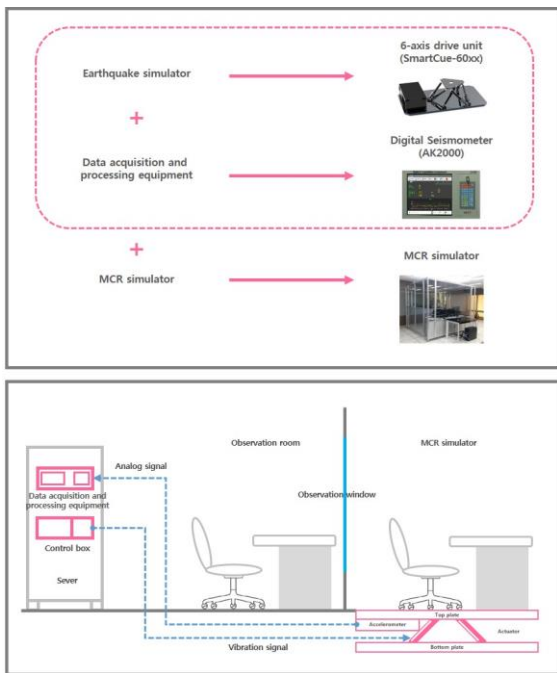 Earthquake simulator
6-axis drive unit
(SmartCue-60xx)
+
Data acquisition and
processing equipment
Digital Seismometer
(AK2000)
+
MCR simulator
MCR simulator
Observation room
MCR simulator
Analog signal
Observation window
Data acquisition and
processing equipment
Control box
Sever
Top plate
Accelerometer
Actuator
Vibration signal
Bottom plate